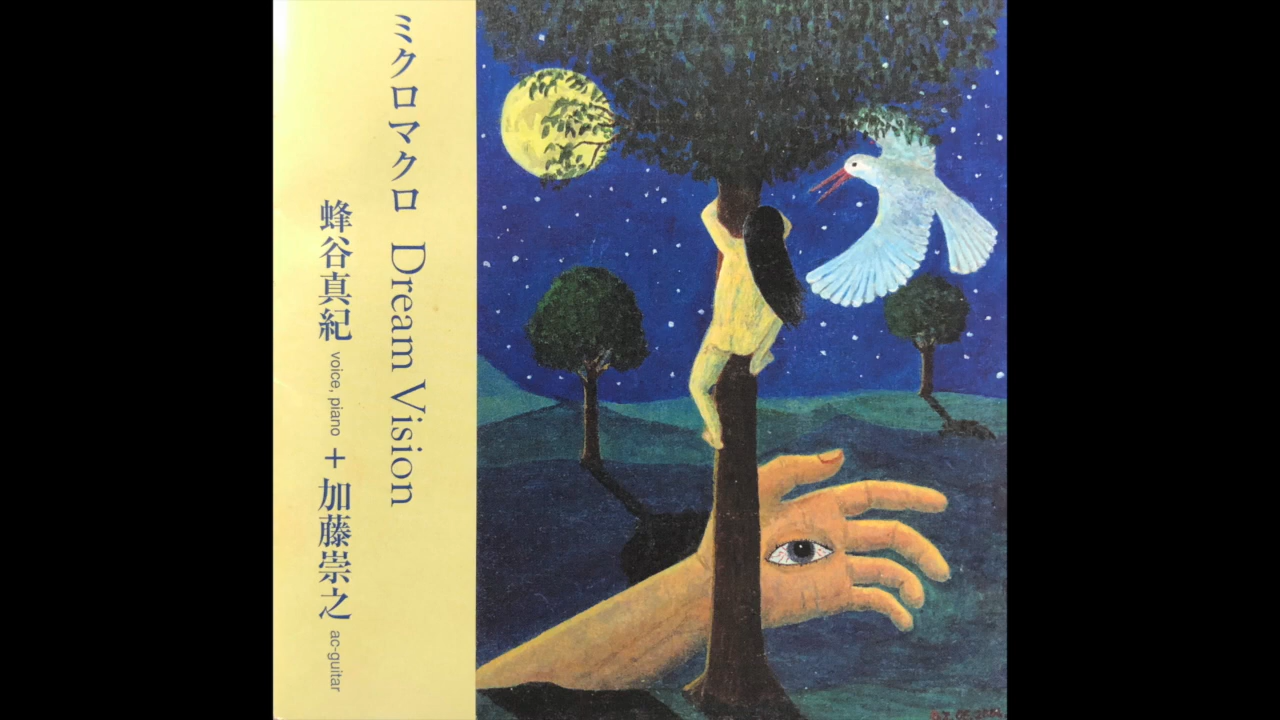 ミクロマクロ Dream Vision
蜂谷真紀 voice, piano + 加藤崇之 ac-guitar